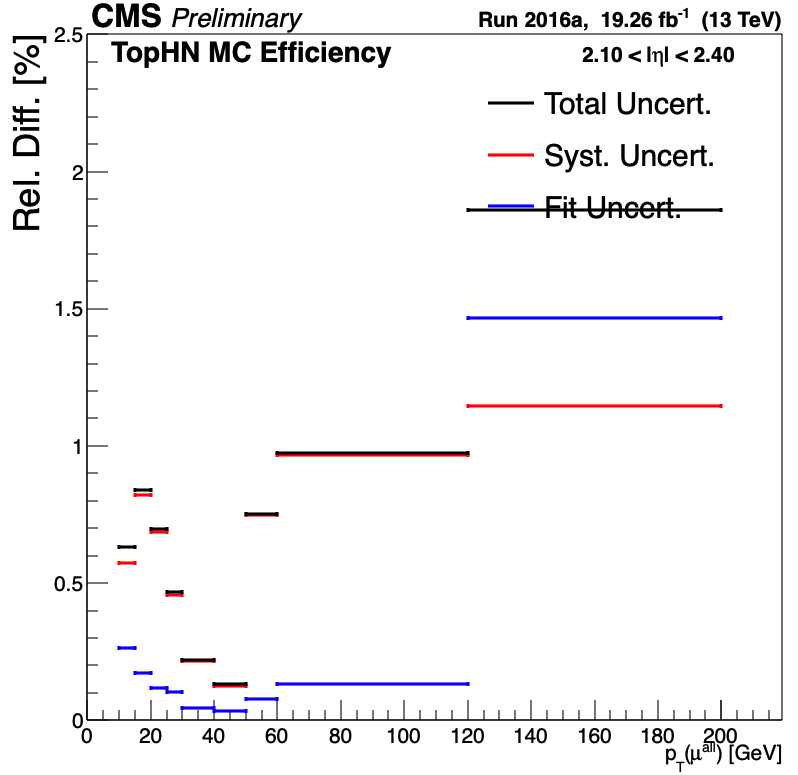 CMS Preliminary Run 2016a, 19.26 fb⁻¹ (13 TeV)
TopHN MC Efficiency
2.10 < |η| < 2.40
Total Uncert.
Syst. Uncert.
Fit Uncert.
Rel. Diff. [%]
2.5
2
1.5
1
0.5
0
0 20 40 60 80 100 120 140 160 180 200
p_T(μ^all) [GeV]